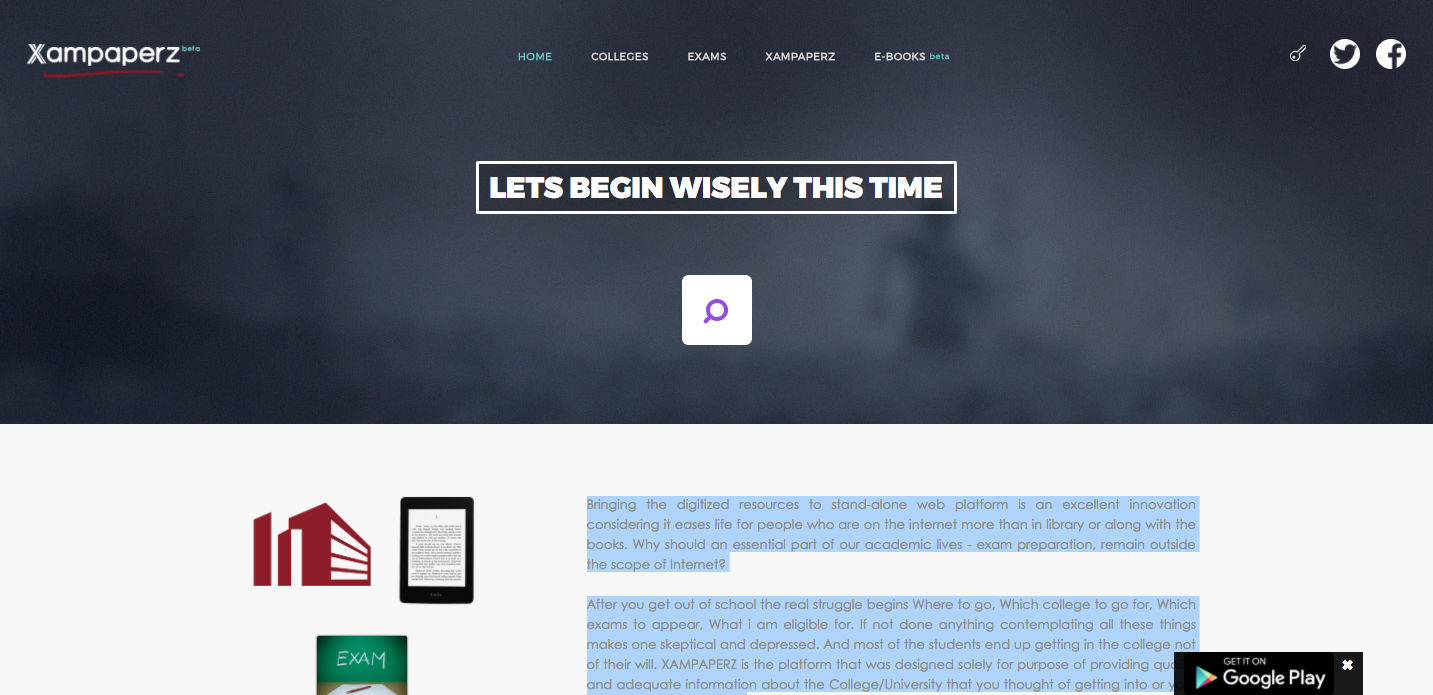 Xampaperz beta
HOME COLLEGES EXAMS XAMPAPERZ E-BOOKS beta
LETS BEGIN WISELY THIS TIME
Bringing the digitized resources to stand-alone web platform is an excellent innovation
considering it eases life for people who are on the internet more than in library or along with the
books. Why should an essential part of our academic lives - exam preparation, remain outside
the scope of Internet?
After you get out of school the real struggle begins Where to go, Which college to go for, Which
exams to appear, What i am eligible for. If not done anything contemplating all these things
makes one skeptical and depressed. And most of the students end up getting in the college not
of their will. XAMPAPERZ is the platform that was designed solely for purpose of providing
and adequate information about the College/University that you thought of getting into or
EXAM
GET IT ON
Google Play